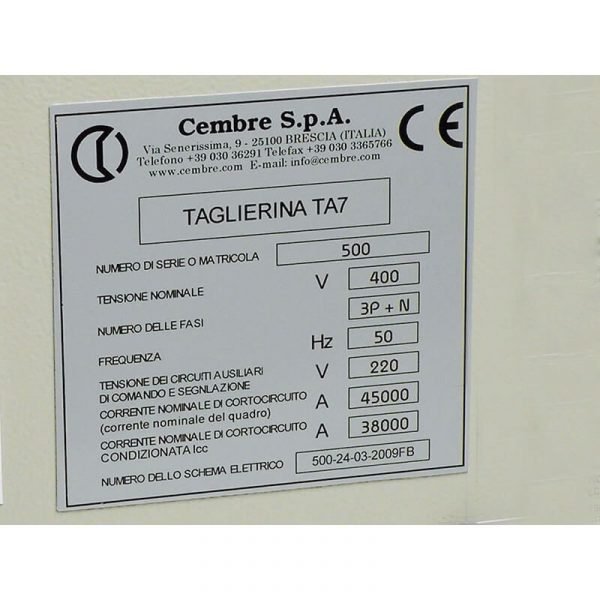 Cembre S.p.A.
Via Senerissima, 9 - 25100 BRESCIA (ITALIA)
Telefono +39 030 36291 Telefax +39 030 3365766
www.cembre.com E-mail: info@cembre.com
CE
TAGLIERINA TA7
NUMERO DI SERIE O MATRICOLA 500
TENSIONE NOMINALE V 400
NUMERO DELLE FASI 3P + N
FREQUENZA Hz 50
TENSIONE DEI CIRCUITI AUSILIARI
DI COMANDO E SEGNLAZIONE V 220
CORRENTE NOMINALE DI CORTOCIRCUITO A 45000
(corrente nominale del quadro)
CORRENTE NOMINALE DI CORTOCIRCUITO A 38000
CONDIZIONATA Icc
NUMERO DELLO SCHEMA ELETTRICO 500-24-03-2009FB